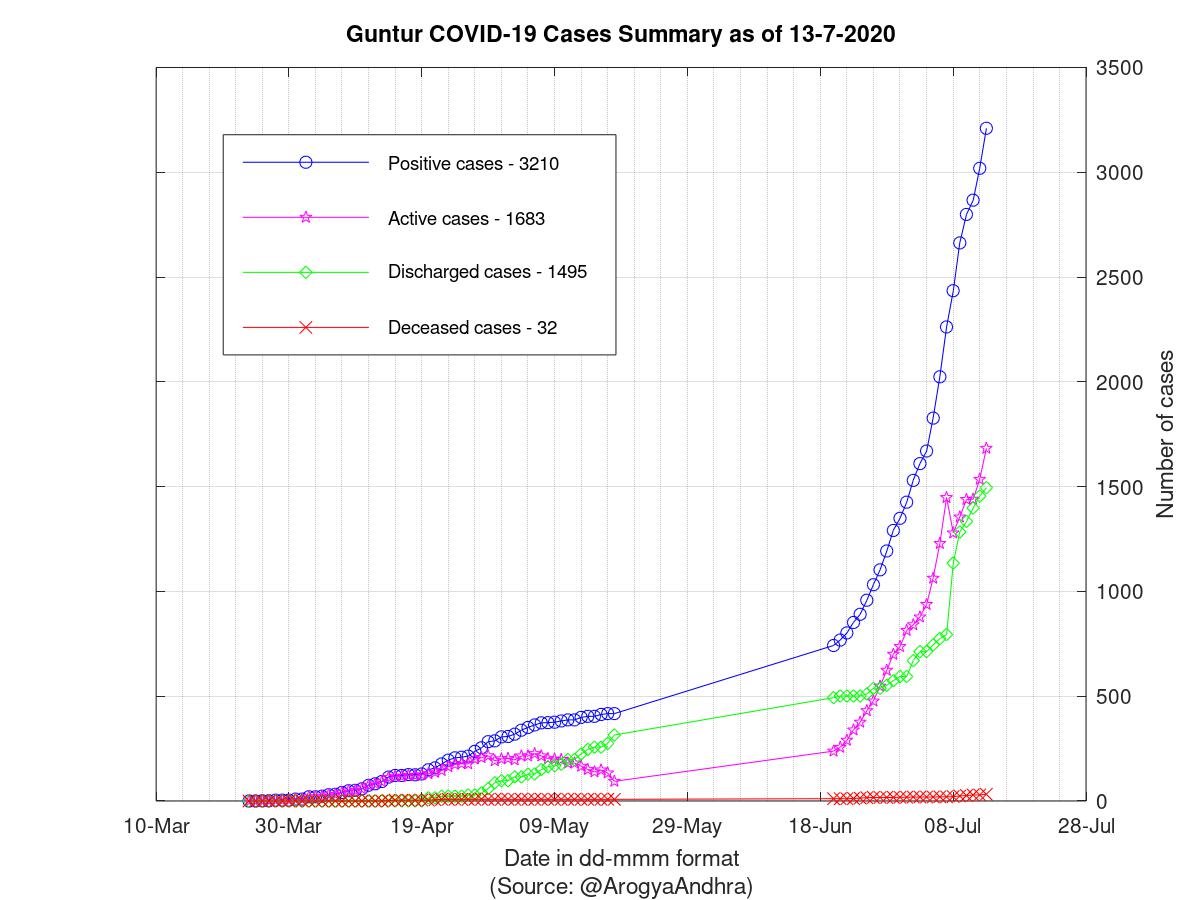 Guntur COVID-19 Cases Summary as of 13-7-2020
Positive cases - 3210
Active cases - 1683
Discharged cases - 1495
Deceased cases - 32
3500
3000
2500
2000
1500
1000
500
0
Number of cases
10-Mar 30-Mar 19-Apr 09-May 29-May 18-Jun 08-Jul 28-Jul
Date in dd-mmm format
(Source: @ArogyaAndhra)